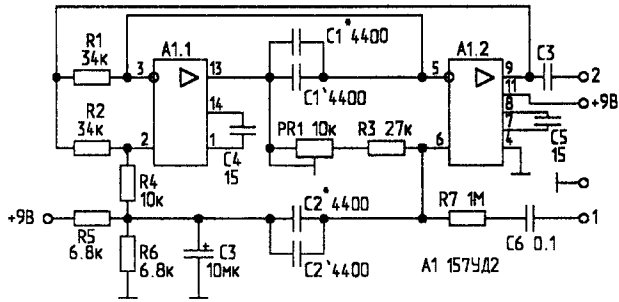 C1* 4400
R1
34к
3
A1.1
13
5
A1.2
9
C3
2
C1' 4400
11
+9В
R2
34к
14
8
7
C5
15
2
1
C4
15
PR1 10к
R3 27к
6
4
R4
10к
+9В
C2* 4400
R7 1М
1
R5
6.8к
R6
6.8к
+
C3
10мк
C2' 4400
A1 157УД2
C6 0.1